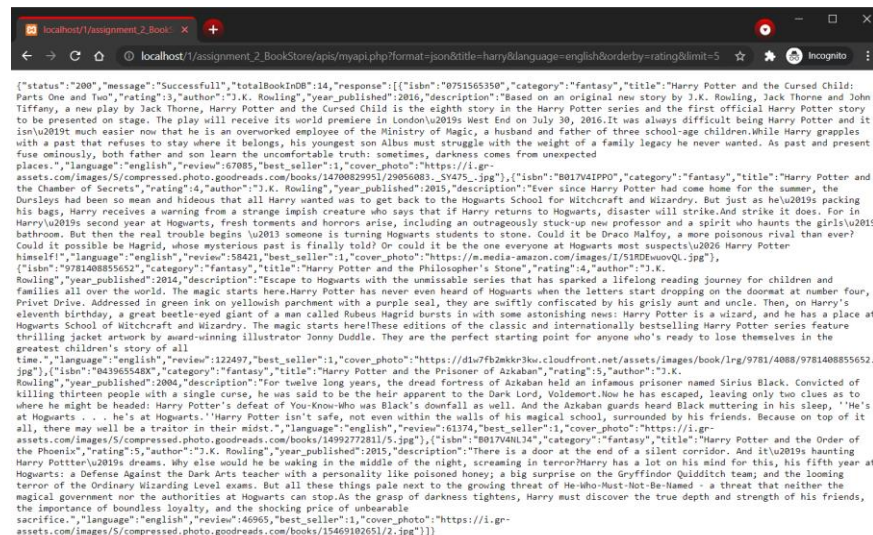 localhost/1/assignment_2_BookS
localhost/1/assignment_2_BookStore/apis/myapi.php?format=json&title=harry&language=english&orderby=rating&limit=5
Incognito
{"status":"200","message":"Successfull","totalBookInDB":14,"response":[{"isbn":"0751565350","category":"fantasy","title":"Harry Potter and the Cursed Child:
Parts One and Two","rating":3,"author":"J.K. Rowling","year_published":2016,"description":"Based on an original new story by J.K. Rowling, Jack Thorne and John
Tiffany, a new play by Jack Thorne, Harry Potter and the Cursed Child is the eighth story in the Harry Potter series and the first official Harry Potter story
to be presented on stage. The play will receive its world premiere in London\u2019s West End on July 30, 2016.It was always difficult being Harry Potter and it
isn\u2019t much easier now that he is an overworked employee of the Ministry of Magic, a husband and father of three school-age children.While Harry grapples
with a past that refuses to stay where it belongs, his youngest son Albus must struggle with the weight of a family legacy he never wanted. As past and present
fuse ominously, both father and son learn the uncomfortable truth: sometimes, darkness comes from unexpected
places.","language":"english","review":67085,"best_seller":1,"cover_photo":"https://i.gr-
assets.com/images/S/compressed.photo.goodreads.com/books/1470082995l/29056083._SY475_.jpg"},{"isbn":"B017V4IPPO","category":"fantasy","title":"Harry Potter and
the Chamber of Secrets","rating":4,"author":"J.K. Rowling","year_published":2015,"description":"Ever since Harry Potter had come home for the summer, the
Dursleys had been so mean and hideous that all Harry wanted was to get back to the Hogwarts School for Witchcraft and Wizardry. But just as he\u2019s packing
his bags, Harry receives a warning from a strange impish creature who says that if Harry returns to Hogwarts, disaster will strike.And strike it does. For in
Harry\u2019s second year at Hogwarts, fresh torments and horrors arise, including an outrageously stuck-up new professor and a spirit who haunts the girls\u2019
bathroom. But then the real trouble begins \u2013 someone is turning Hogwarts students to stone. Could it be Draco Malfoy, a more poisonous rival than ever?
Could it possible be Hagrid, whose mysterious past is finally told? Or could it be the one everyone at Hogwarts most suspects\u2026 Harry Potter
himself!","language":"english","review":58421,"best_seller":1,"cover_photo":"https://m.media-amazon.com/images/I/51RDEwuovQL.jpg"},
{"isbn":"9781408855652","category":"fantasy","title":"Harry Potter and the Philosopher's Stone","rating":4,"author":"J.K.
Rowling","year_published":2014,"description":"Escape to Hogwarts with the unmissable series that has sparked a lifelong reading journey for children and
families all over the world. The magic starts here.Harry Potter has never even heard of Hogwarts when the letters start dropping on the doormat at number four,
Privet Drive. Addressed in green ink on yellowish parchment with a purple seal, they are swiftly confiscated by his grisly aunt and uncle. Then, on Harry's
eleventh birthday, a great beetle-eyed giant of a man called Rubeus Hagrid bursts in with some astonishing news: Harry Potter is a wizard, and he has a place at
Hogwarts School of Witchcraft and Wizardry. The magic starts here!These editions of the classic and internationally bestselling Harry Potter series feature
thrilling jacket artwork by award-winning illustrator Jonny Duddle. They are the perfect starting point for anyone who's ready to lose themselves in the
greatest children's story of all
time.","language":"english","review":122497,"best_seller":1,"cover_photo":"https://d1w7fb2mkkr3kw.cloudfront.net/assets/images/book/lrg/9781/4088/9781408855652.
jpg"},{"isbn":"043965548X","category":"fantasy","title":"Harry Potter and the Prisoner of Azkaban","rating":5,"author":"J.K.
Rowling","year_published":2004,"description":"For twelve long years, the dread fortress of Azkaban held an infamous prisoner named Sirius Black. Convicted of
killing thirteen people with a single curse, he was said to be the heir apparent to the Dark Lord, Voldemort.Now he has escaped, leaving only two clues as to
where he might be headed: Harry Potter's defeat of You-Know-Who was Black's downfall as well. And the Azkaban guards heard Black muttering in his sleep, ''He's
at Hogwarts . . . he's at Hogwarts.''Harry Potter isn't safe, not even within the walls of his magical school, surrounded by his friends. Because on top of it
all, there may well be a traitor in their midst.","language":"english","review":61374,"best_seller":1,"cover_photo":"https://i.gr-
assets.com/images/S/compressed.photo.goodreads.com/books/1499277281l/5.jpg"},{"isbn":"B017V4NLJ4","category":"fantasy","title":"Harry Potter and the Order of
the Phoenix","rating":5,"author":"J.K. Rowling","year_published":2015,"description":"There is a door at the end of a silent corridor. And it\u2019s haunting
Harry Pottter\u2019s dreams. Why else would he be waking in the middle of the night, screaming in terror?Harry has a lot on his mind for this, his fifth year at
Hogwarts: a Defense Against the Dark Arts teacher with a personality like poisoned honey; a big surprise on the Gryffindor Quidditch team; and the looming
terror of the Ordinary Wizarding Level exams. But all these things pale next to the growing threat of He-Who-Must-Not-Be-Named - a threat that neither the
magical government nor the authorities at Hogwarts can stop.As the grasp of darkness tightens, Harry must discover the true depth and strength of his friends,
the importance of boundless loyalty, and the shocking price of unbearable
sacrifice.","language":"english","review":46965,"best_seller":1,"cover_photo":"https://i.gr-
assets.com/images/S/compressed.photo.goodreads.com/books/1546910265l/2.jpg"}]}